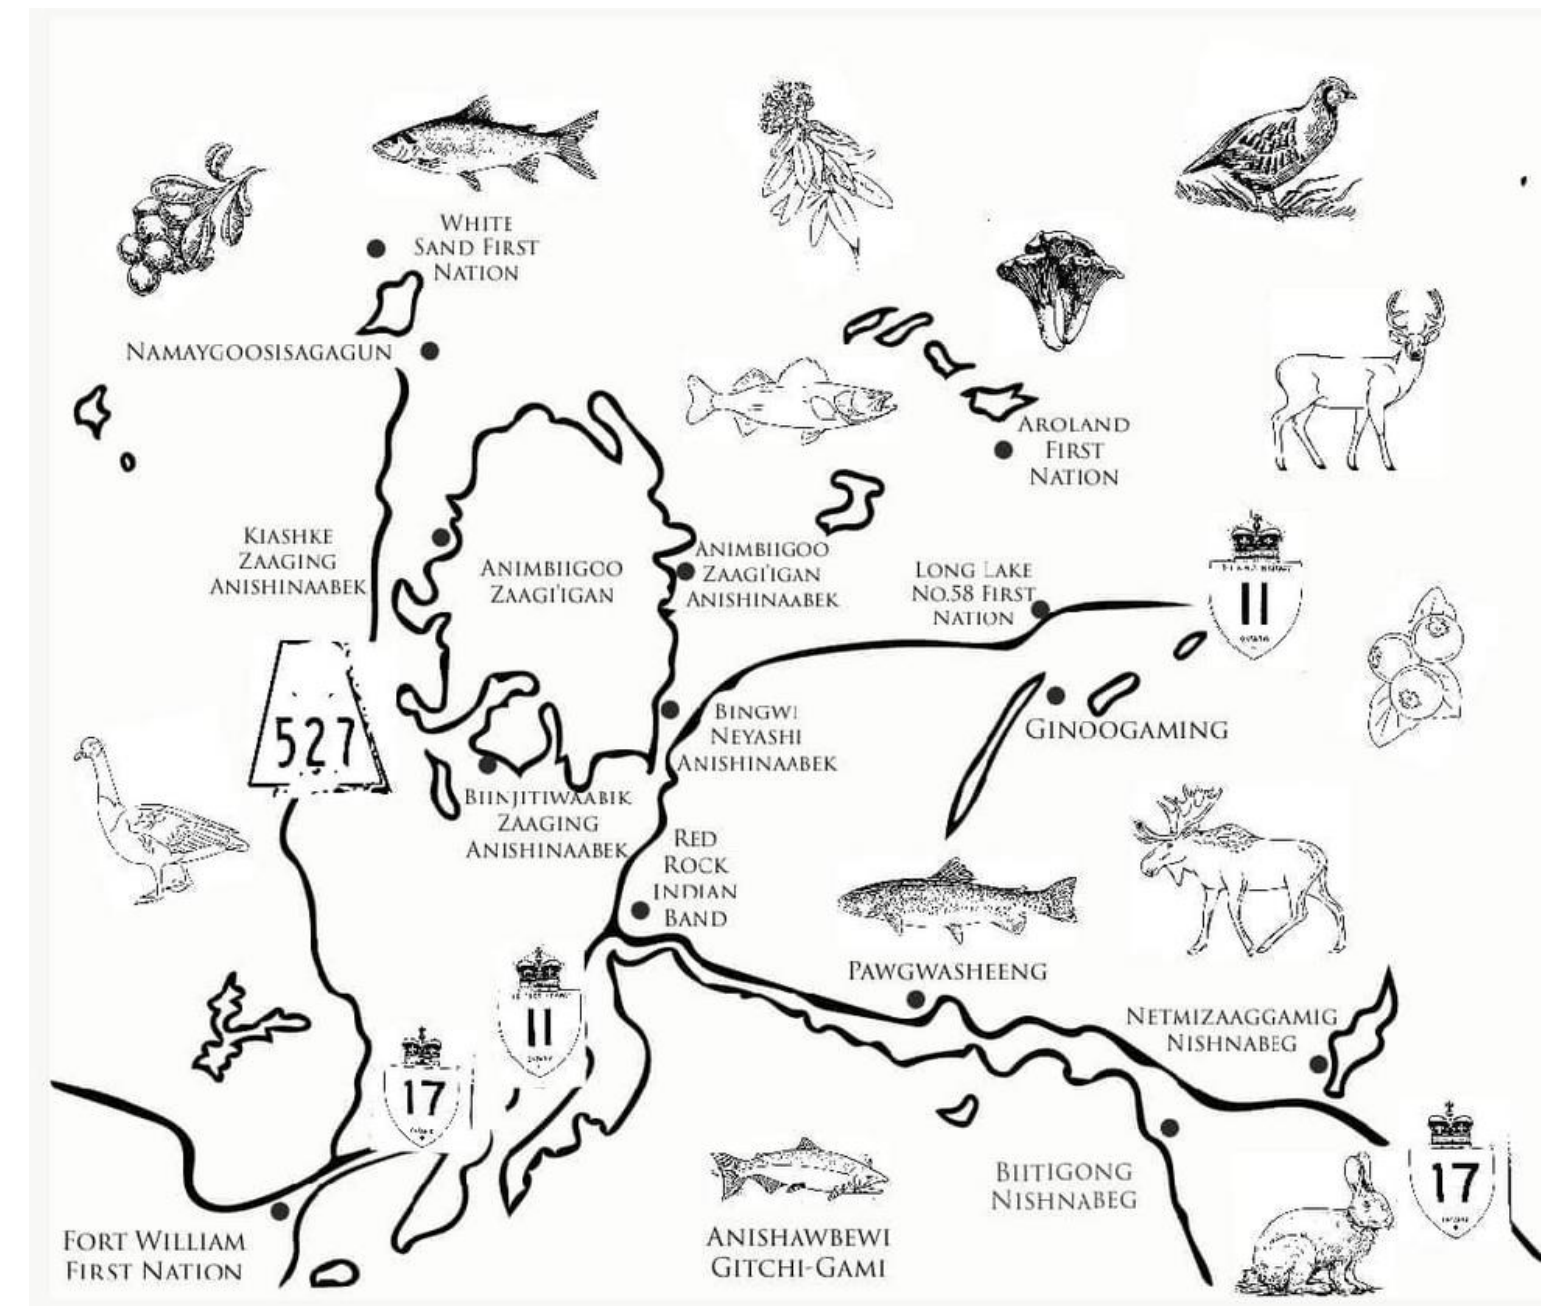 WHITE
SAND FIRST
NATION
NAMAYGOOSISAGAGUN
AROLAND
FIRST
NATION
KIASHKE
ZAAGING
ANISHINAABEK
ANIMBIIGOO
ZAAGI'IGAN
ANIMBIIGOO
ZAAGI'IGAN
ANISHINAABEK
LONG LAKE
NO.58 FIRST
NATION
11
527
BINGWI
NEYASHI
ANISHINAABEK
GINOOGAMING
BIINJITIWAABIK
ZAAGING
ANISHINAABEK
RED
ROCK
INDIAN
BAND
PAWGWASHEENG
NETMIZAAGGAMIG
NISHNABEG
11
17
BIITIGONG
NISHNABEG
17
FORT WILLIAM
FIRST NATION
ANISHAWBEWI
GITCHI-GAMI